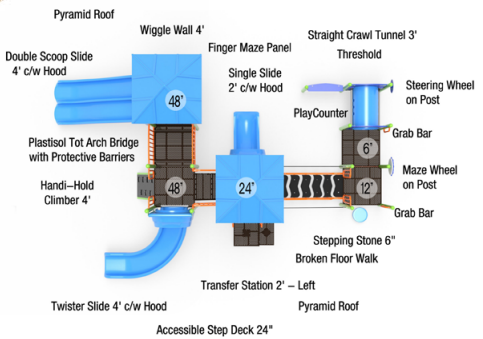 Pyramid Roof
Wiggle Wall 4'
Straight Crawl Tunnel 3'
Finger Maze Panel
Threshold
Double Scoop Slide
4' c/w Hood
Single Slide
2' c/w Hood
Steering Wheel
on Post
48"
PlayCounter
Grab Bar
Plastisol Tot Arch Bridge
with Protective Barriers
6"
Maze Wheel
on Post
Handi-Hold
Climber 4'
48"
24"
12"
Grab Bar
Stepping Stone 6"
Broken Floor Walk
Transfer Station 2' – Left
Twister Slide 4' c/w Hood
Pyramid Roof
Accessible Step Deck 24"